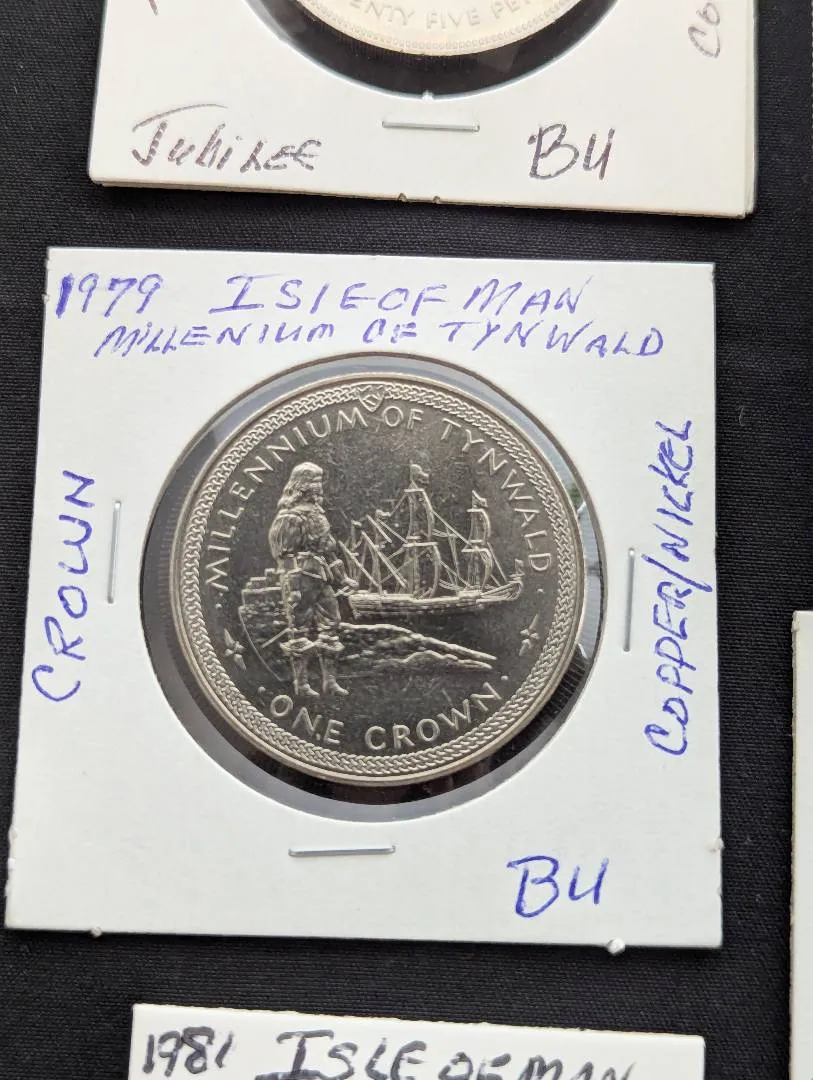 FIVE
Jubilee
BU
1979 ISLE OF MAN
MILLENIUM OF TYNWALD
CROWN
COPPER/NICKEL
MILLENNIUM OF TYNWALD
ONE CROWN
BU
1981 ISLE OF MAN